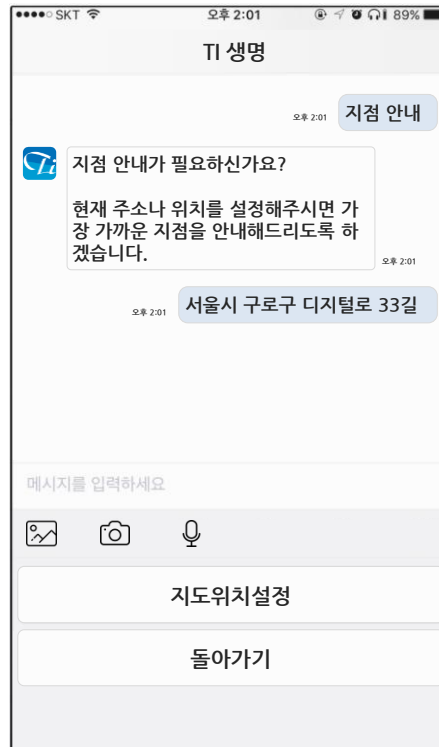 SKT 오후 2:01 89%
TI 생명
오후 2:01 지점 안내
Ti
지점 안내가 필요하신가요?
현재 주소나 위치를 설정해주시면 가
장 가까운 지점을 안내해드리도록 하
겠습니다.
오후 2:01
오후 2:01 서울시 구로구 디지털로 33길
메시지를 입력하세요
지도위치설정
돌아가기